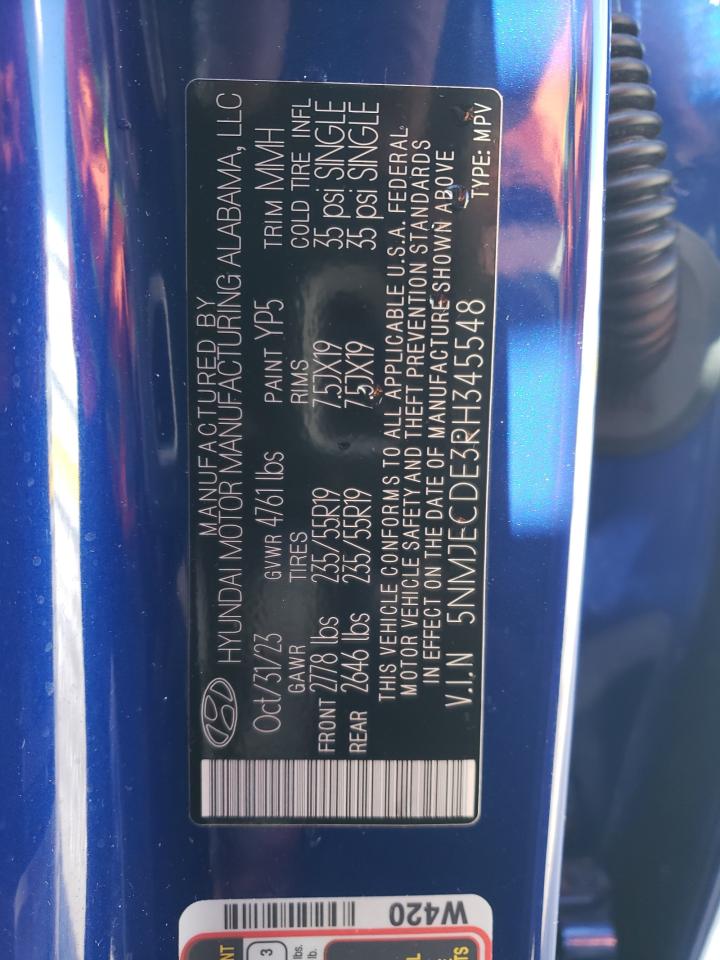 MANUFACTURED BY
HYUNDAI MOTOR MANUFACTURING ALABAMA, LLC
Oct/31/23 GVWR 4761 lbs PAINT YP5 TRIM MMH
GAWR TIRES RIMS COLD TIRE INFL
FRONT 2778 lbs 235/55R19 7.5JX19 35 psi SINGLE
REAR 2646 lbs 235/55R19 7.5JX19 35 psi SINGLE
THIS VEHICLE CONFORMS TO ALL APPLICABLE U.S.A. FEDERAL
MOTOR VEHICLE SAFETY AND THEFT PREVENTION STANDARDS
IN EFFECT ON THE DATE OF MANUFACTURE SHOWN ABOVE
V.I.N 5NMJECDE3RH345548 TYPE: MPV
W420
3
lbs.
lb.